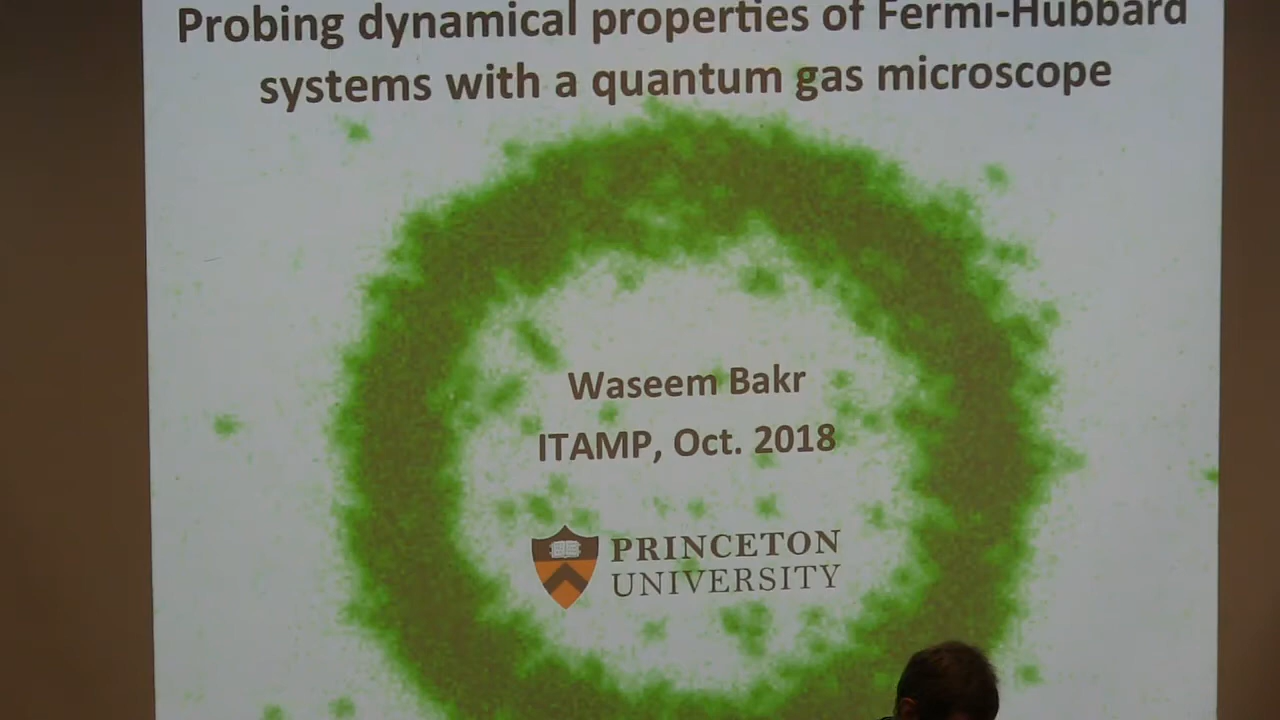 Probing dynamical properties of Fermi-Hubbard
systems with a quantum gas microscope
Waseem Bakr
ITAMP, Oct. 2018
PRINCETON
UNIVERSITY